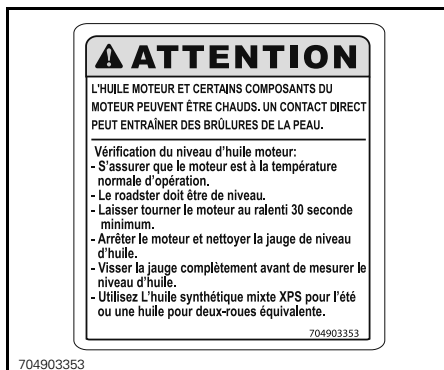 ATTENTION
L'HUILE MOTEUR ET CERTAINS COMPOSANTS DU
MOTEUR PEUVENT ÊTRE CHAUDS. UN CONTACT DIRECT
PEUT ENTRAÎNER DES BRÛLURES DE LA PEAU.
Vérification du niveau d'huile moteur:
- S'assurer que le moteur est à la température
normale d'opération.
- Le roadster doit être de niveau.
- Laisser tourner le moteur au ralenti 30 seconde
minimum.
- Arrêter le moteur et nettoyer la jauge de niveau
d'huile.
- Visser la jauge complètement avant de mesurer le
niveau d'huile.
- Utilisez L'huile synthétique mixte XPS pour l'été
ou une huile pour deux-roues équivalente.
704903353
704903353